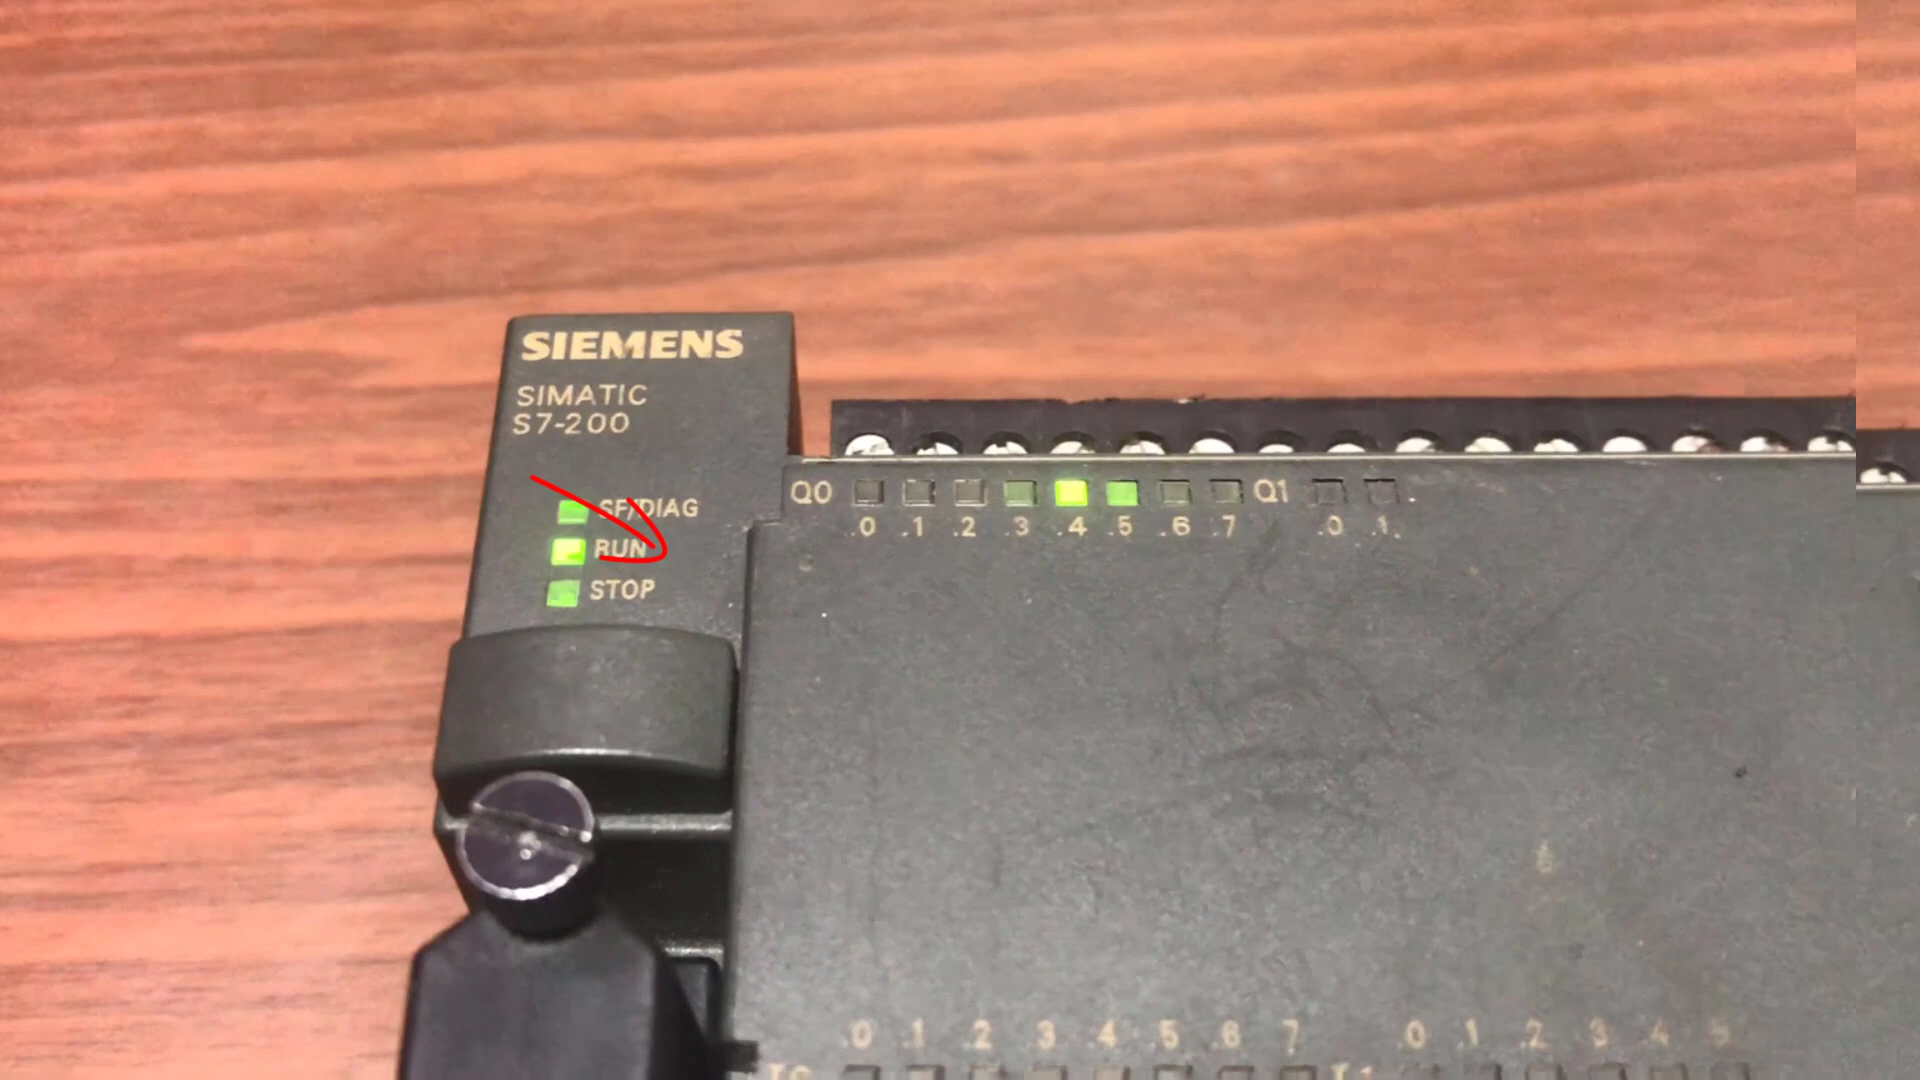 SIEMENS
SIMATIC
S7-200
SF/DIAG
RUN
STOP
Q0 Q1 .
.0 .1 .2 .3 .4 .5 .6 .7 .0 .1 .
.0 .1 .2 .3 .4 .5 .6 .7 .0 .1 .2 .3 .4 .5